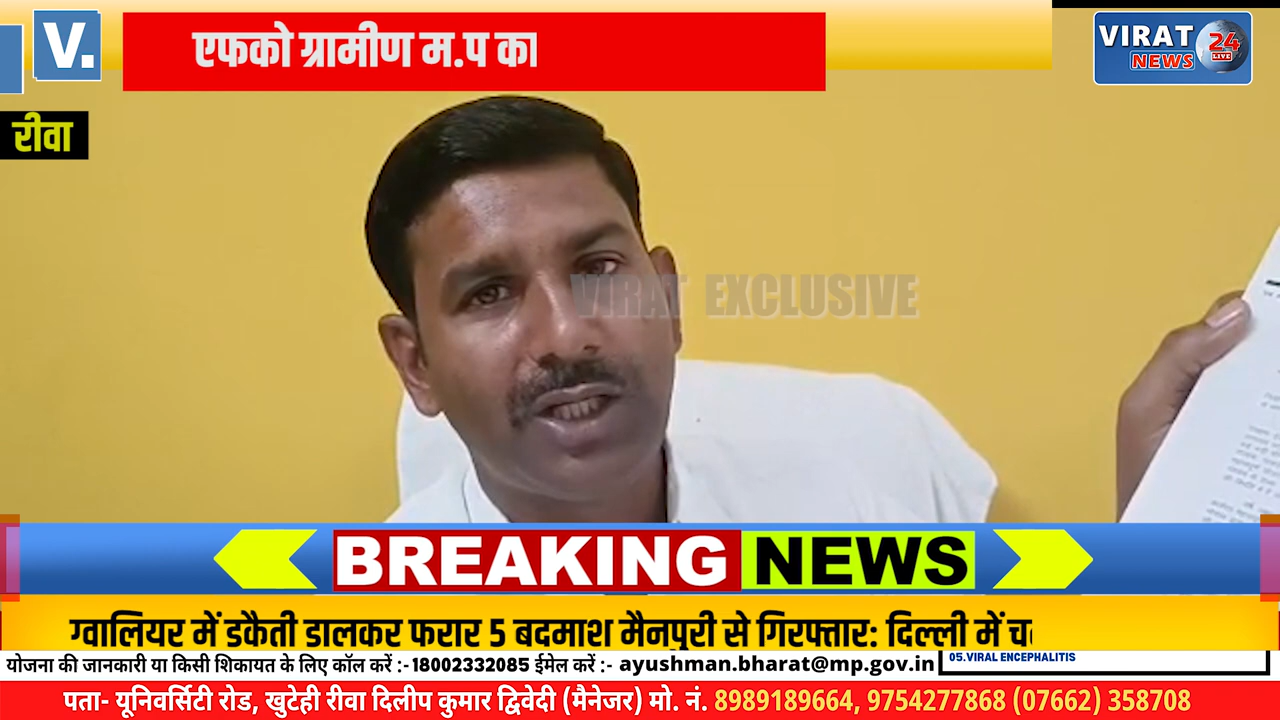 V.
एफको ग्रामीण म.प का
VIRAT 24
LIVE
NEWS
रीवा
VIRAT EXCLUSIVE
BREAKING NEWS
ग्वालियर में डकैती डालकर फरार 5 बदमाश मैनपुरी से गिरफ्तार: दिल्ली में
योजना की जानकारी या किसी शिकायत के लिए कॉल करें :- 18002332085 ईमेल करें :- ayushman.bharat@mp.gov.in
05.VIRAL ENCEPHALITIS
पता- यूनिवर्सिटी रोड, खुटेही रीवा दिलीप कुमार द्विवेदी (मैनेजर) मो. नं. 8989189664, 9754277868 (07662) 358708